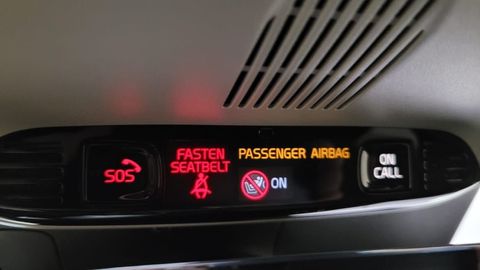 SOS
FASTEN
SEATBELT
PASSENGER AIRBAG
ON
ON
CALL